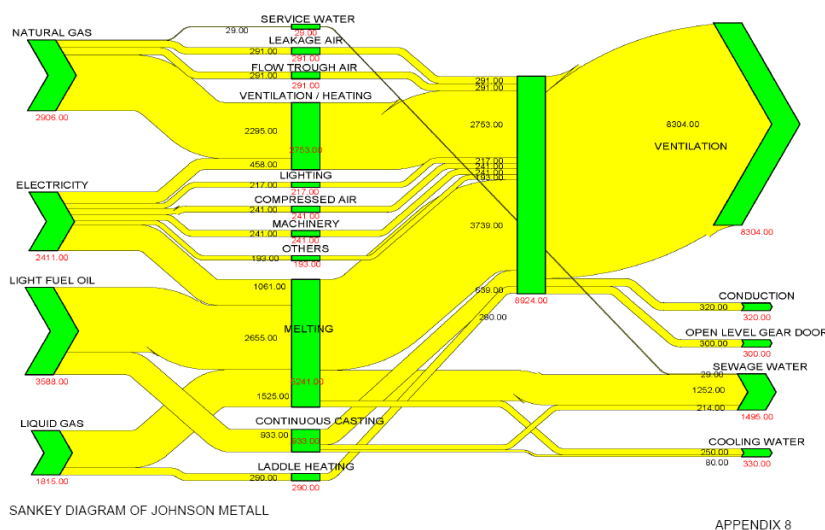 SERVICE WATER
29.00
29.00
NATURAL GAS
LEAKAGE AIR
291.00
291.00
FLOW TROUGH AIR
291.00
291.00
2906.00
VENTILATION / HEATING
2295.00
2753.00
458.00
ELECTRICITY
LIGHTING
217.00
217.00
COMPRESSED AIR
241.00
241.00
MACHINERY
241.00
241.00
OTHERS
193.00
193.00
2411.00
LIGHT FUEL OIL
1061.00
MELTING
2655.00
5241.00
1525.00
3588.00
CONTINUOUS CASTING
933.00
933.00
LIQUID GAS
LADDLE HEATING
290.00
290.00
1815.00
291.00
291.00
2753.00
217.00
241.00
241.00
193.00
3739.00
639.00
290.00
8924.00
8304.00
VENTILATION
8304.00
CONDUCTION
320.00
320.00
OPEN LEVEL GEAR DOOR
300.00
300.00
SEWAGE WATER
29.00
1252.00
214.00
1495.00
COOLING WATER
250.00
80.00
330.00
SANKEY DIAGRAM OF JOHNSON METALL
APPENDIX 8